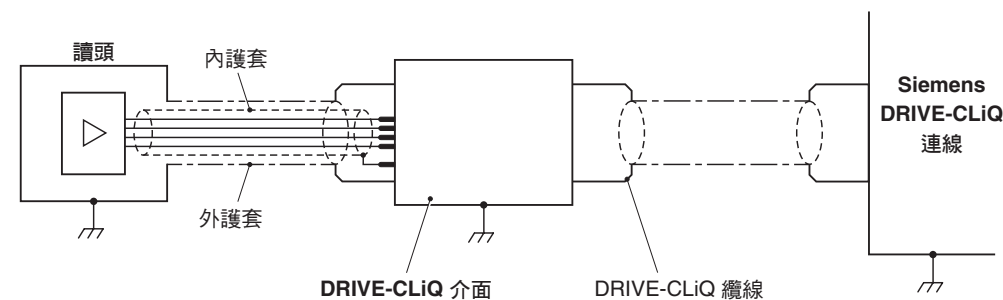 讀頭
內護套
外護套
DRIVE-CLiQ 介面
DRIVE-CLiQ 纜線
Siemens
DRIVE-CLiQ
連線